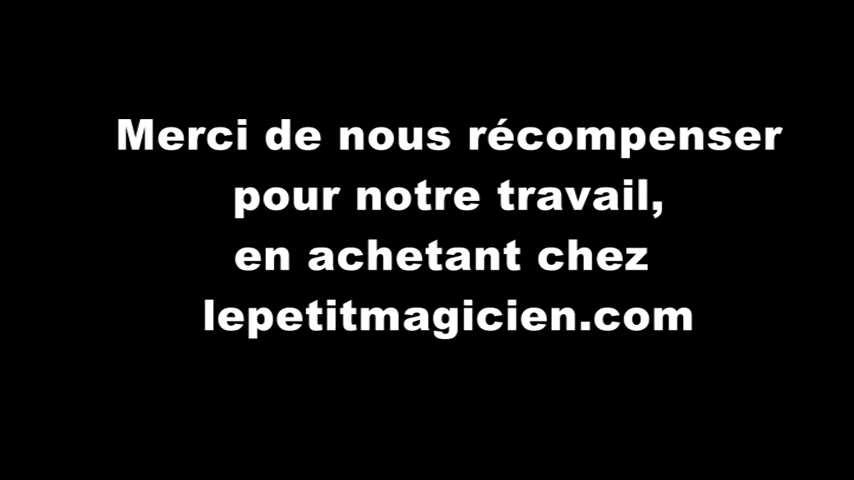 Merci de nous récompenser
pour notre travail,
en achetant chez
lepetitmagicien.com